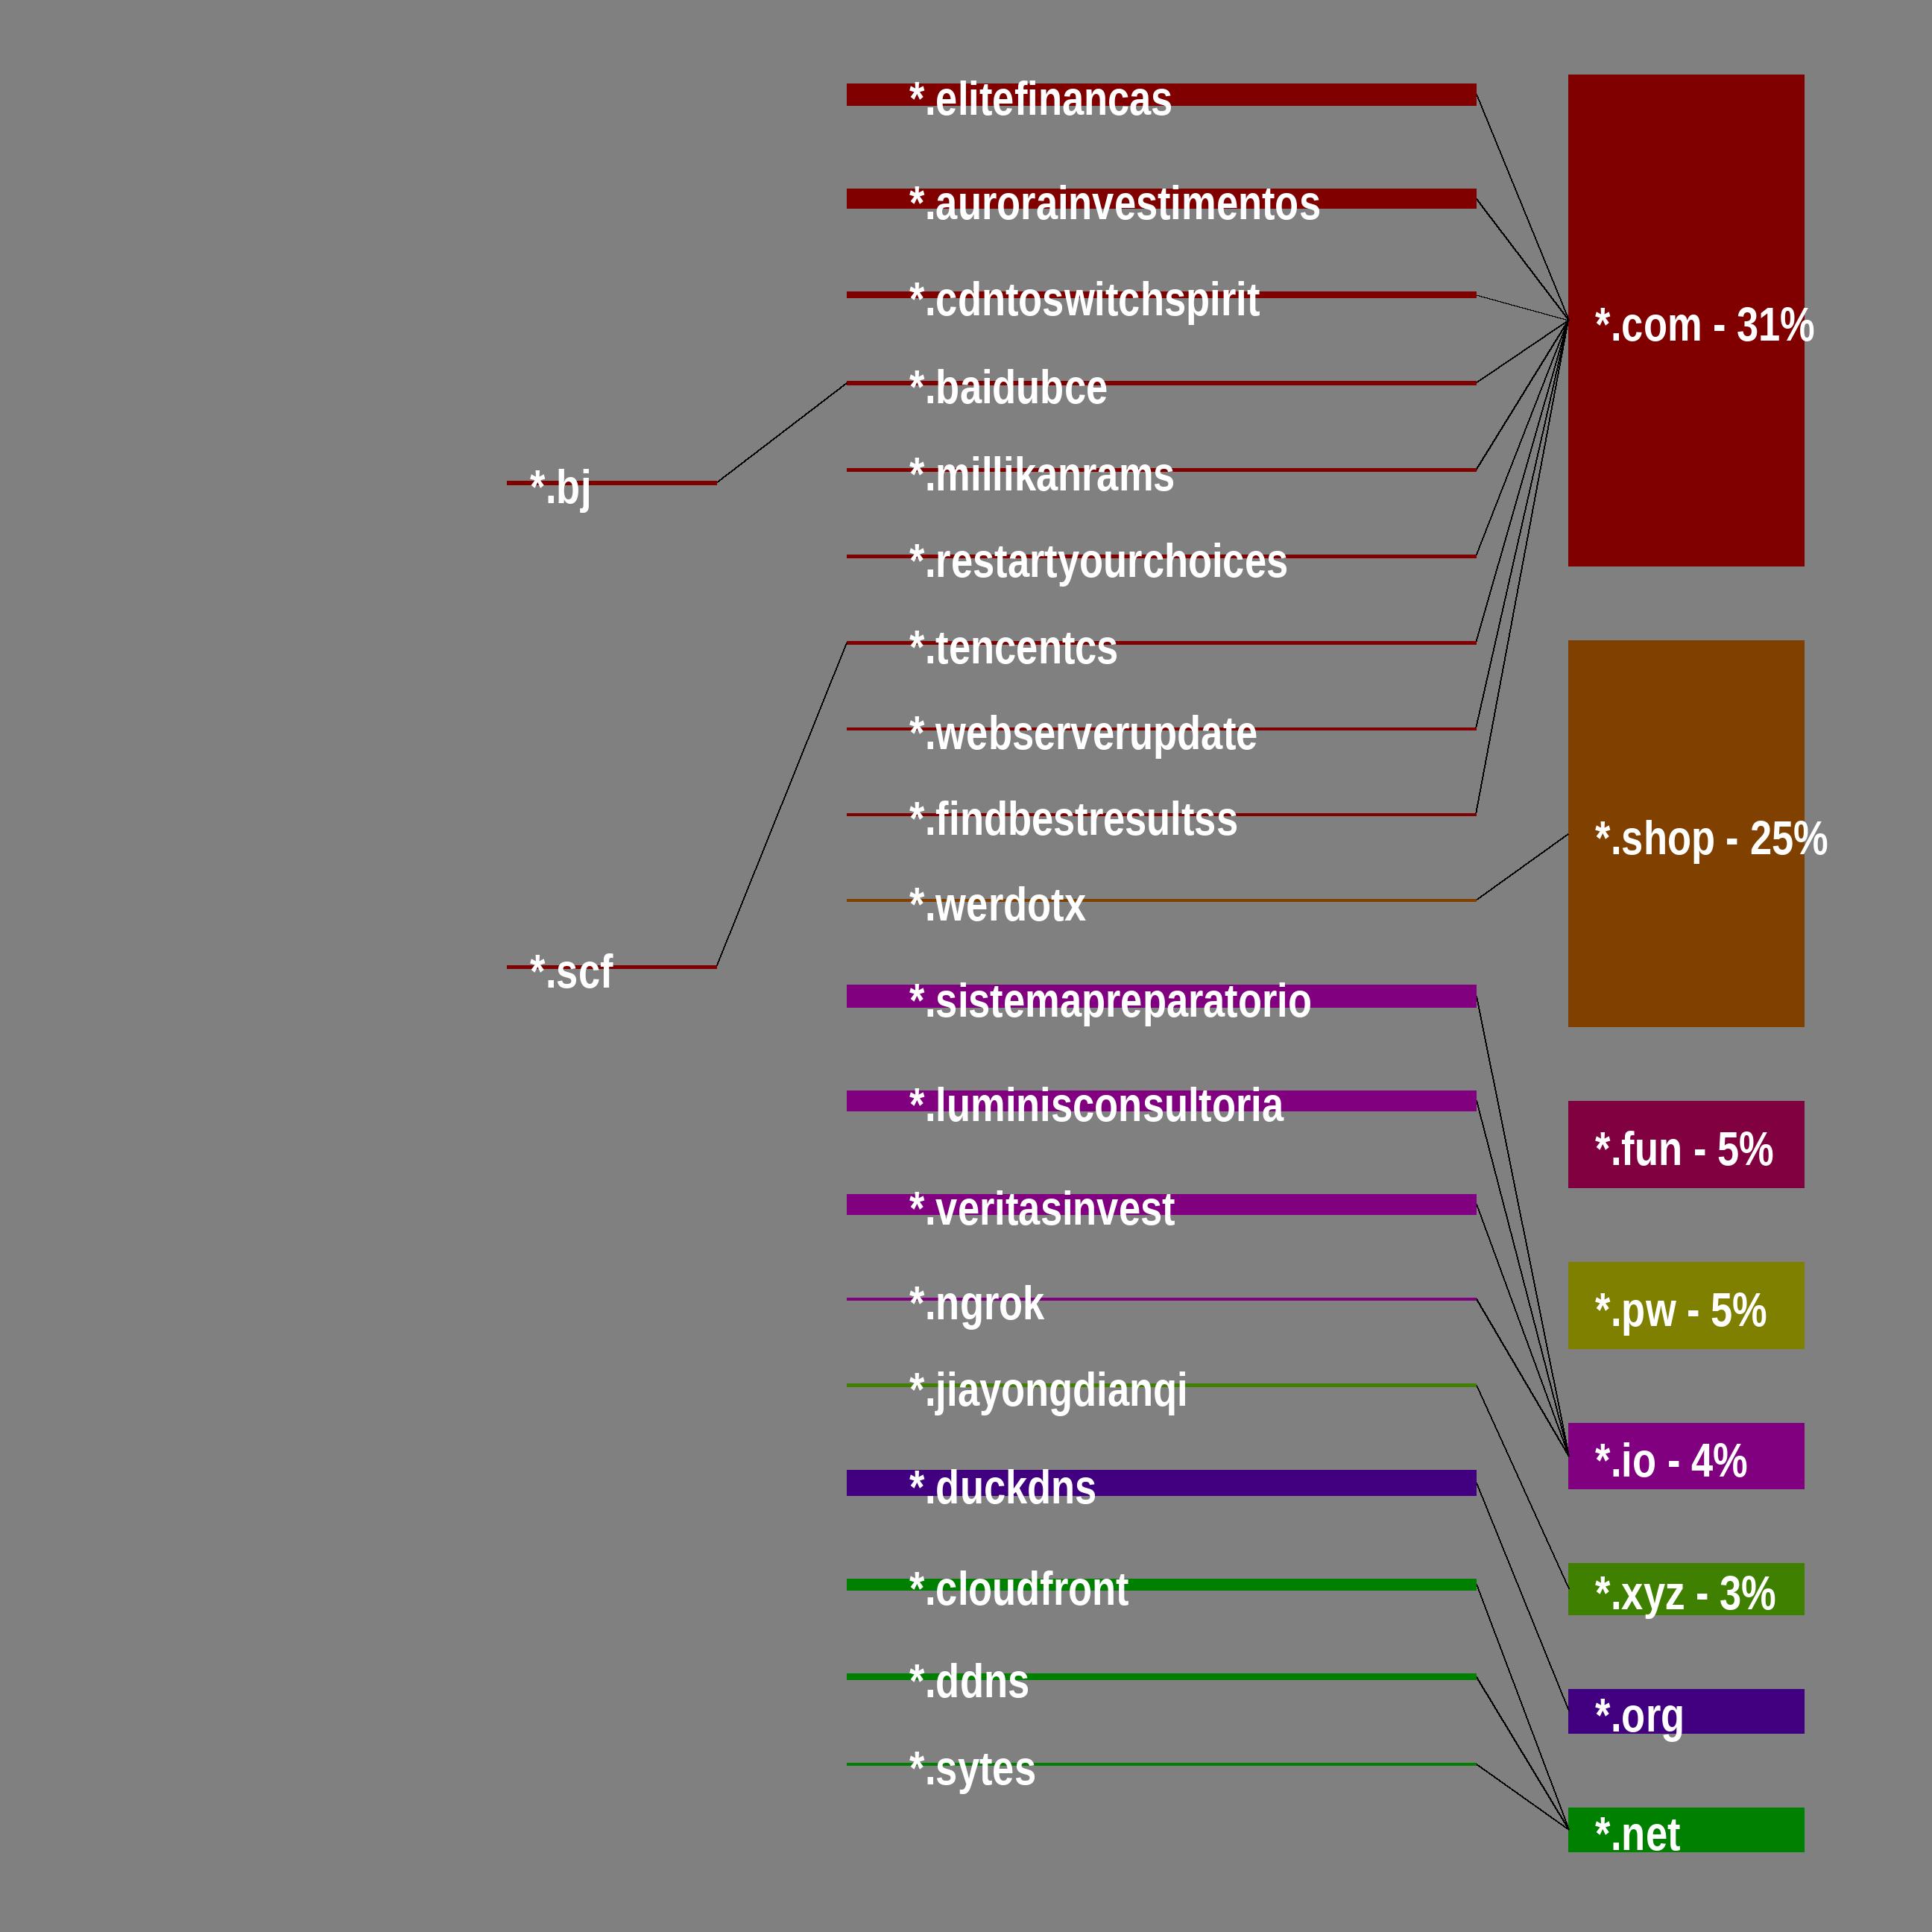 *.elitefinancas
*.aurorainvestimentos
*.cdntoswitchspirit
*.com - 31%
*.baidubce
*.millikanrams
*.bj
*.restartyourchoices
*.tencentcs
*.webserverupdate
*.findbestresultss
*.shop - 25%
*.werdotx
*.scf
*.sistemapreparatorio
*.luminisconsultoria
*.fun - 5%
*.veritasinvest
*.ngrok
*.pw - 5%
*.jiayongdianqi
*.io - 4%
*.duckdns
*.cloudfront
*.xyz - 3%
*.ddns
*.org
*.sytes
*.net